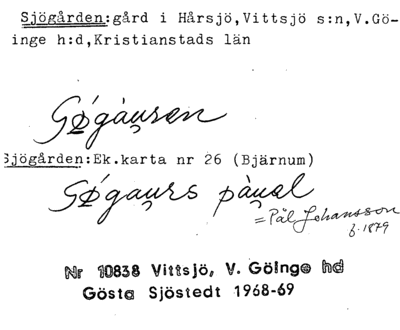 Sjögården:gård i Hårsjö,Vittsjö s:n,V.Gö-
inge h:d,Kristianstads län
Sjögården:Ek.karta nr 26 (Bjärnum)
= Pål Johansson
f. 1879
Nr 10838 Vittsjö, V. Göinge hd
Gösta Sjöstedt 1968-69